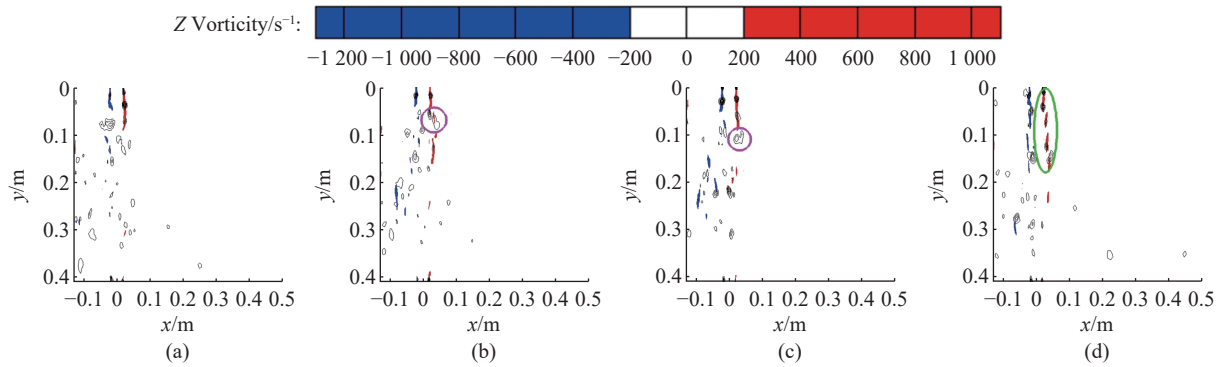 Z Vorticity/s⁻¹:
−1 200 −1 000 −800 −600 −400 −200 0 200 400 600 800 1 000
0 0 0 0
0.1 0.1 0.1 0.1
y/m y/m y/m y/m
0.2 0.2 0.2 0.2
0.3 0.3 0.3 0.3
0.4 0.4 0.4 0.4
−0.1 0 0.1 0.2 0.3 0.4 0.5 −0.1 0 0.1 0.2 0.3 0.4 0.5 −0.1 0 0.1 0.2 0.3 0.4 0.5 −0.1 0 0.1 0.2 0.3 0.4 0.5
x/m x/m x/m x/m
(a) (b) (c) (d)